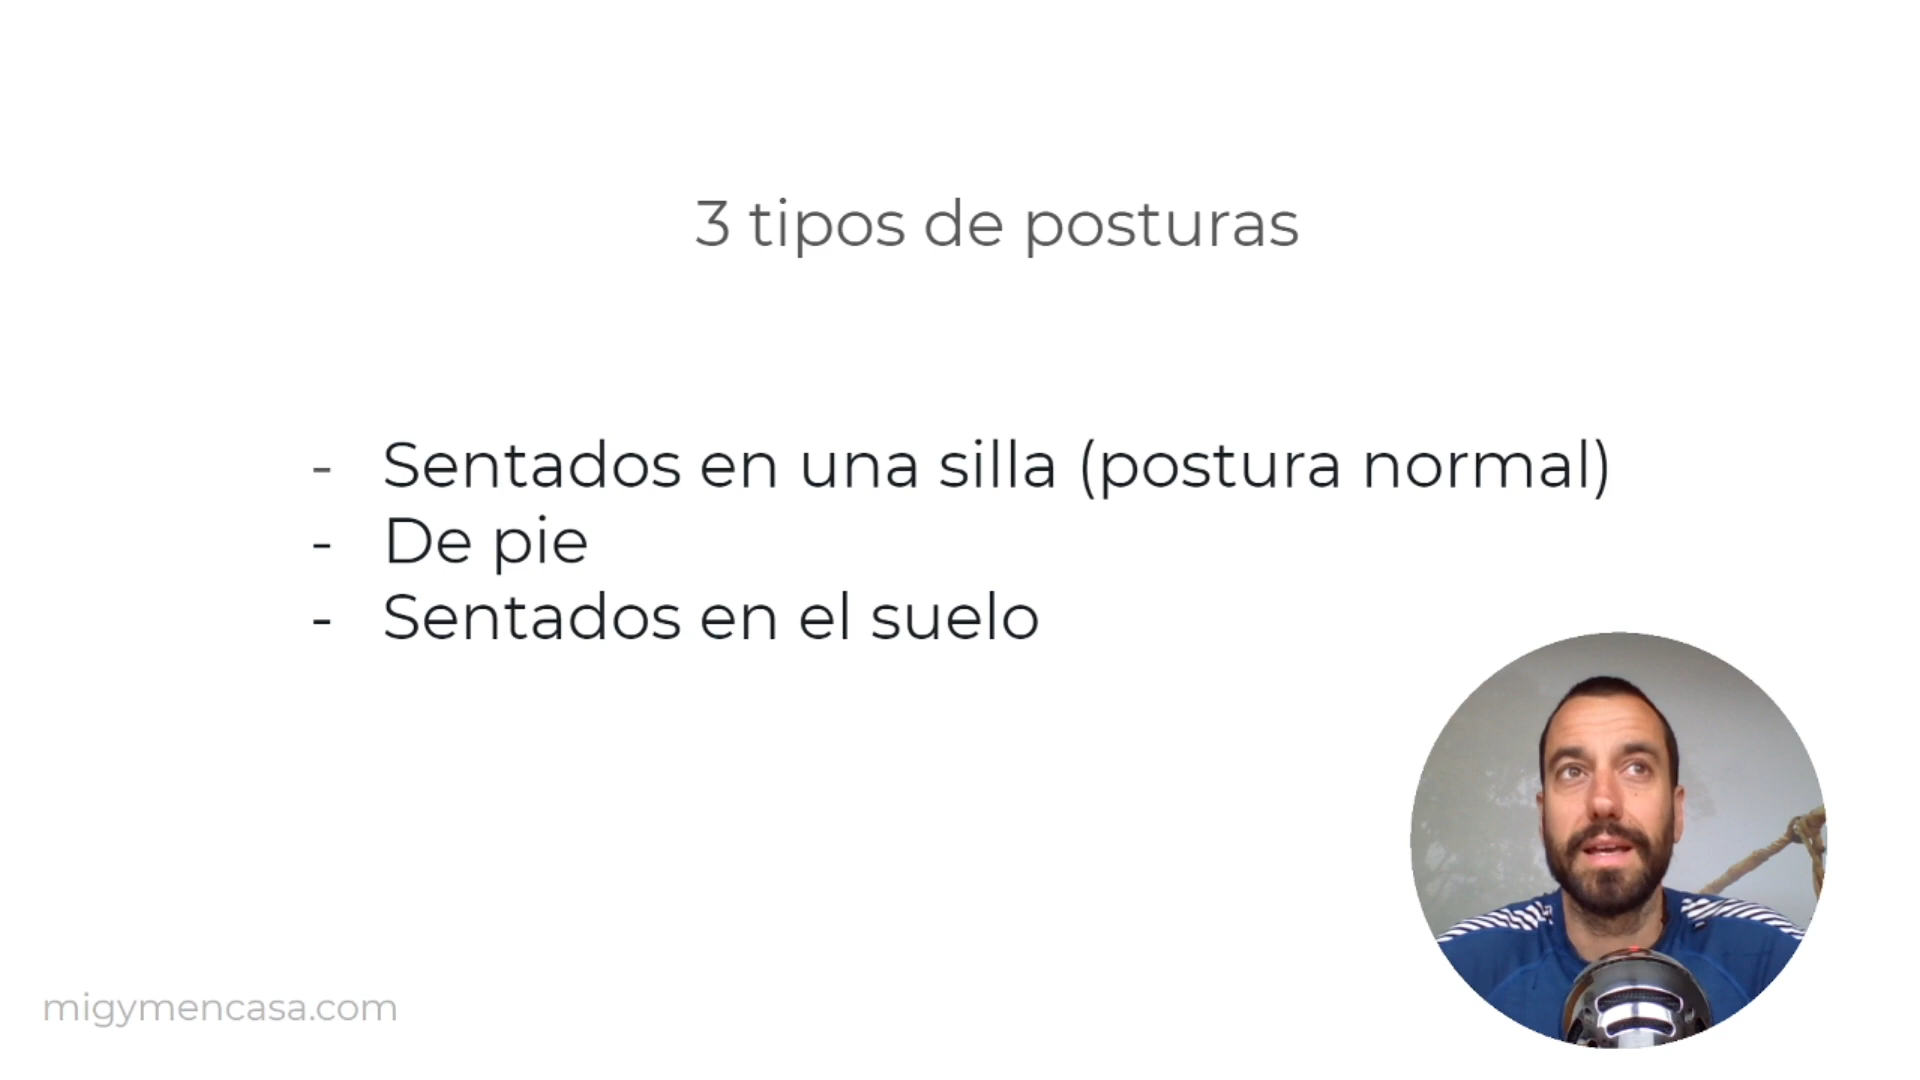 3 tipos de posturas
- Sentados en una silla (postura normal)
- De pie
- Sentados en el suelo
migymencasa.com